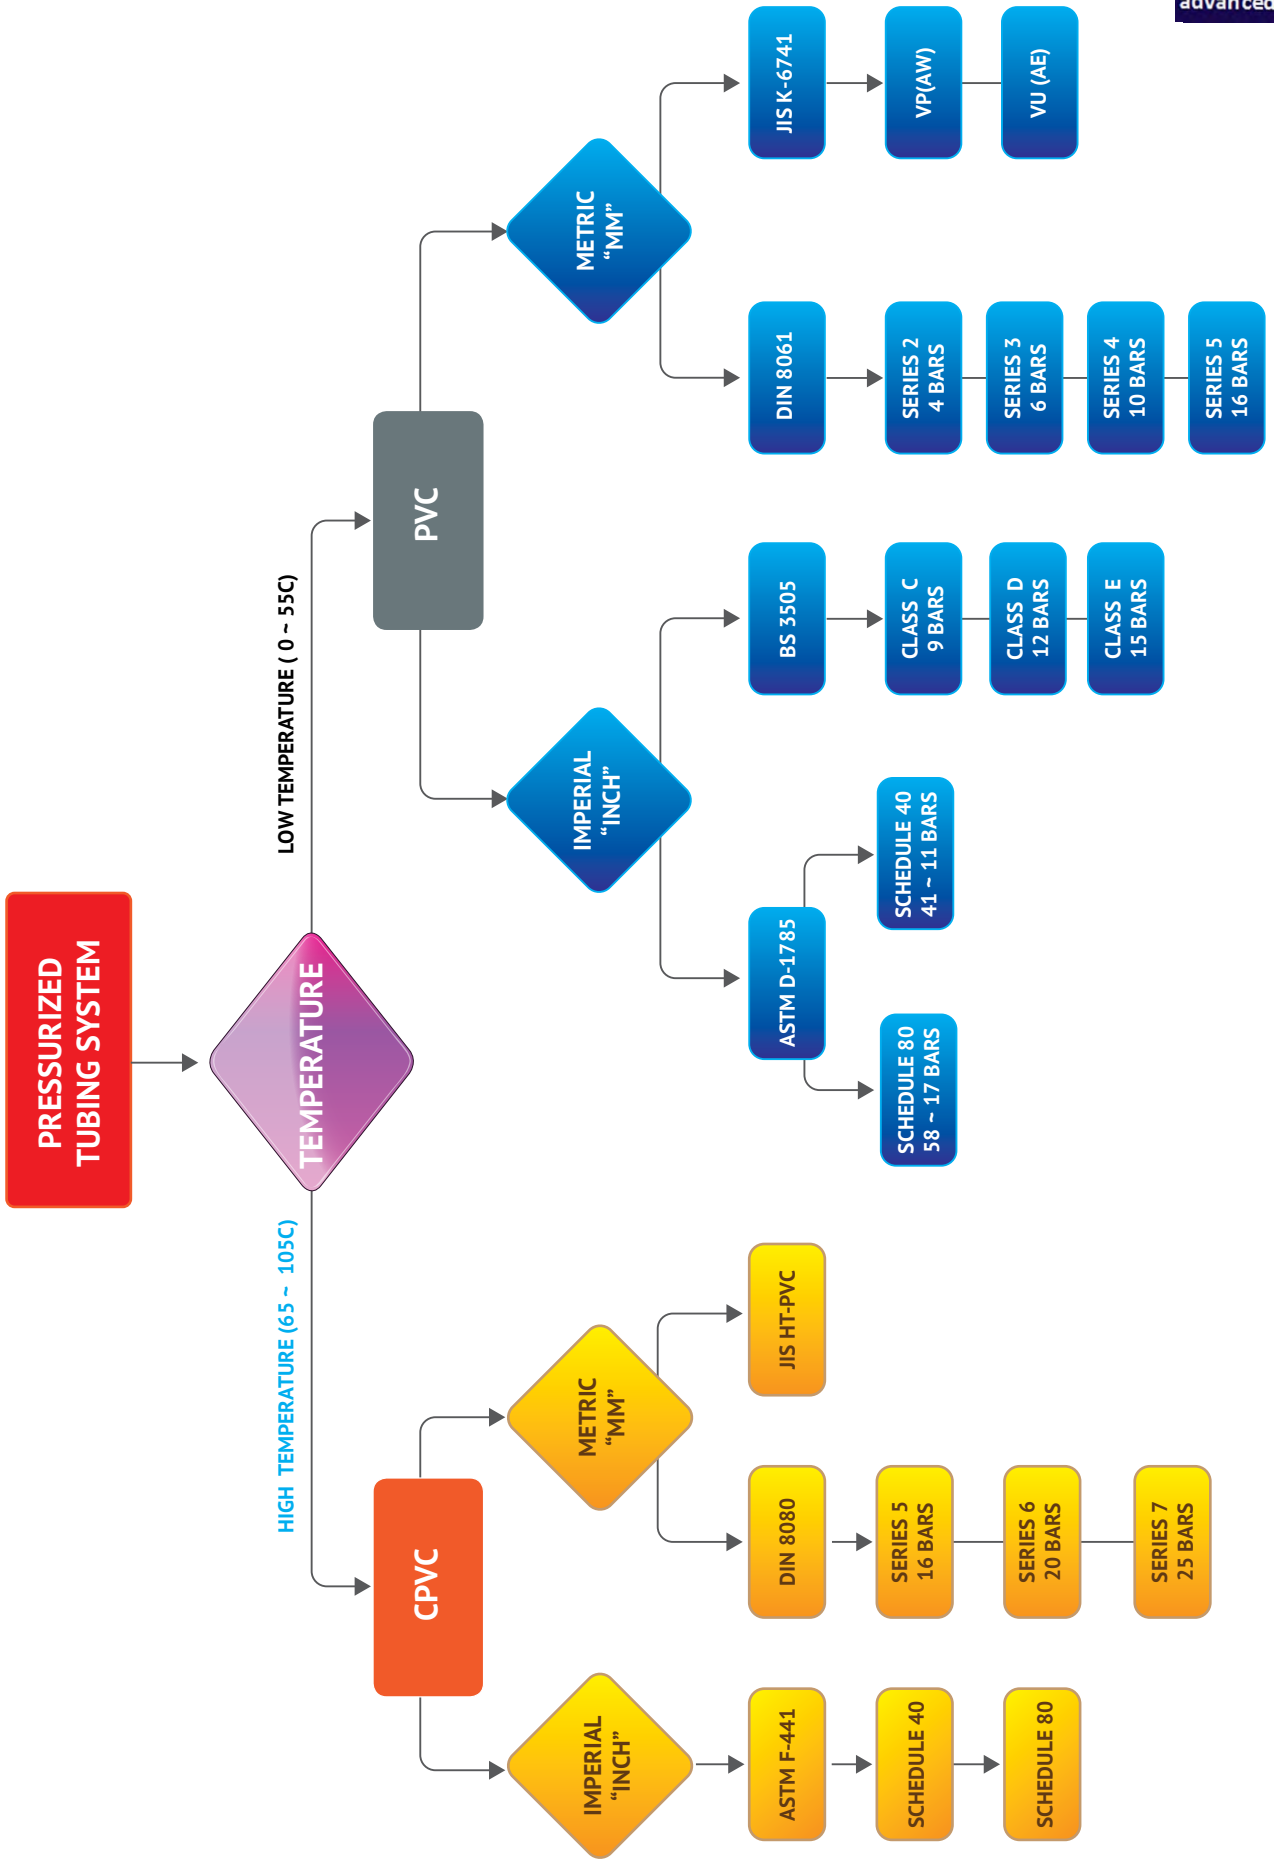 advanced
PRESSURIZED
TUBING SYSTEM
TEMPERATURE
HIGH TEMPERATURE (65 ~ 105C)
LOW TEMPERATURE ( 0 ~ 55C)
CPVC
PVC
IMPERIAL
“INCH”
METRIC
“MM”
IMPERIAL
“INCH”
METRIC
“MM”
ASTM F-441
SCHEDULE 40
SCHEDULE 80
DIN 8080
SERIES 5
16 BARS
SERIES 6
20 BARS
SERIES 7
25 BARS
JIS HT-PVC
ASTM D-1785
SCHEDULE 80
58 ~ 17 BARS
SCHEDULE 40
41 ~ 11 BARS
BS 3505
CLASS C
9 BARS
CLASS D
12 BARS
CLASS E
15 BARS
DIN 8061
SERIES 2
4 BARS
SERIES 3
6 BARS
SERIES 4
10 BARS
SERIES 5
16 BARS
JIS K-6741
VP(AW)
VU (AE)